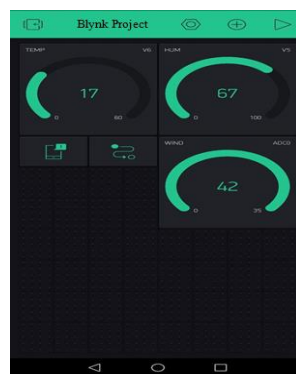 Blynk Project
TEMP V6
17
0 60
HUM V5
67
0 100
WIND ADC0
42
0 35